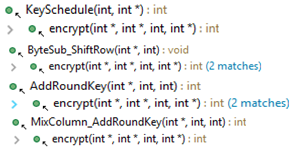 KeySchedule(int, int *) : int
encrypt(int *, int *, int, int *) : int
ByteSub_ShiftRow(int *, int) : void
encrypt(int *, int *, int, int *) : int (2 matches)
AddRoundKey(int *, int, int) : int
encrypt(int *, int *, int, int *) : int (2 matches)
MixColumn_AddRoundKey(int *, int, int) : int
encrypt(int *, int *, int, int *) : int